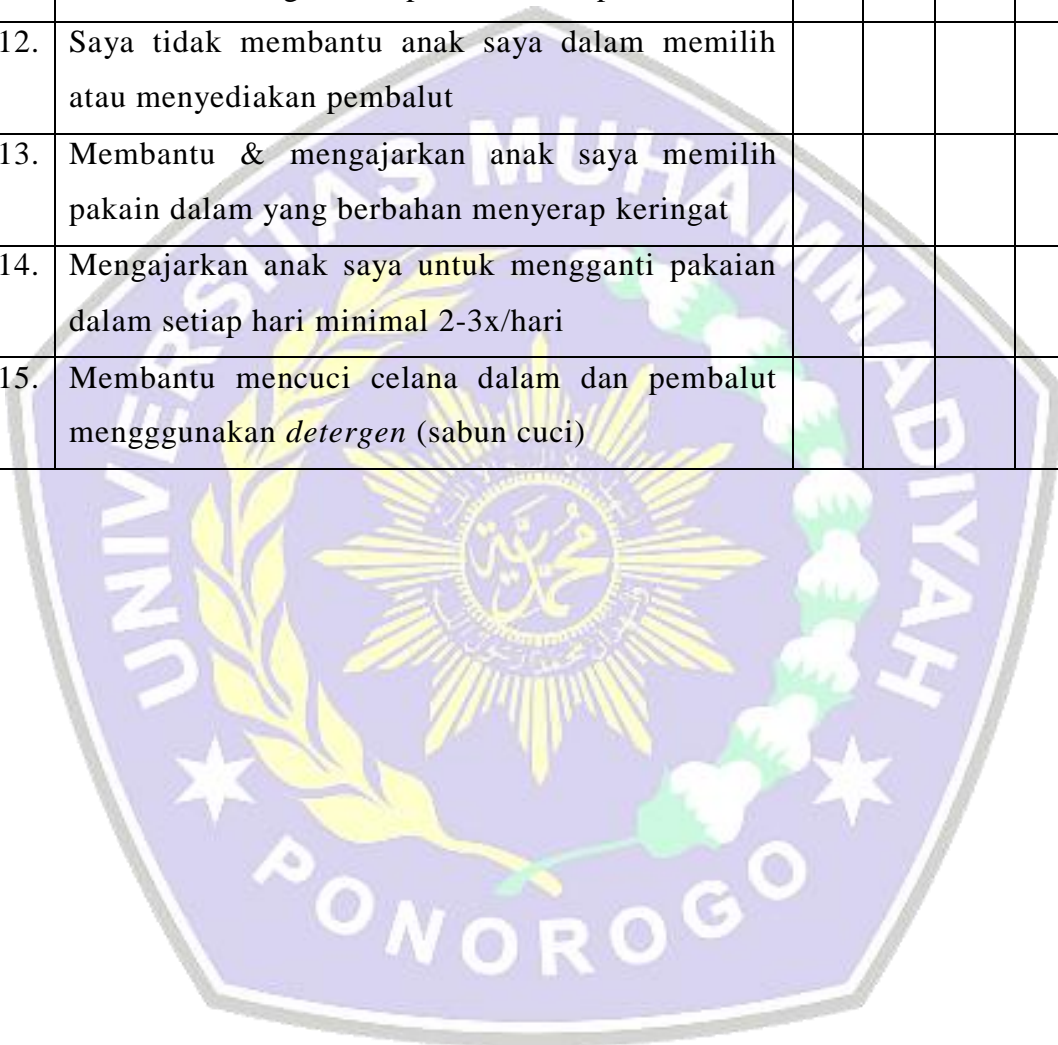 12. Saya tidak membantu anak saya dalam memilih
atau menyediakan pembalut
13. Membantu & mengajarkan anak saya memilih
pakain dalam yang berbahan menyerap keringat
14. Mengajarkan anak saya untuk mengganti pakaian
dalam setiap hari minimal 2-3x/hari
15. Membantu mencuci celana dalam dan pembalut
mengggunakan detergen (sabun cuci)
UNIVERSITAS MUHAMMADIYAH
PONOROGO